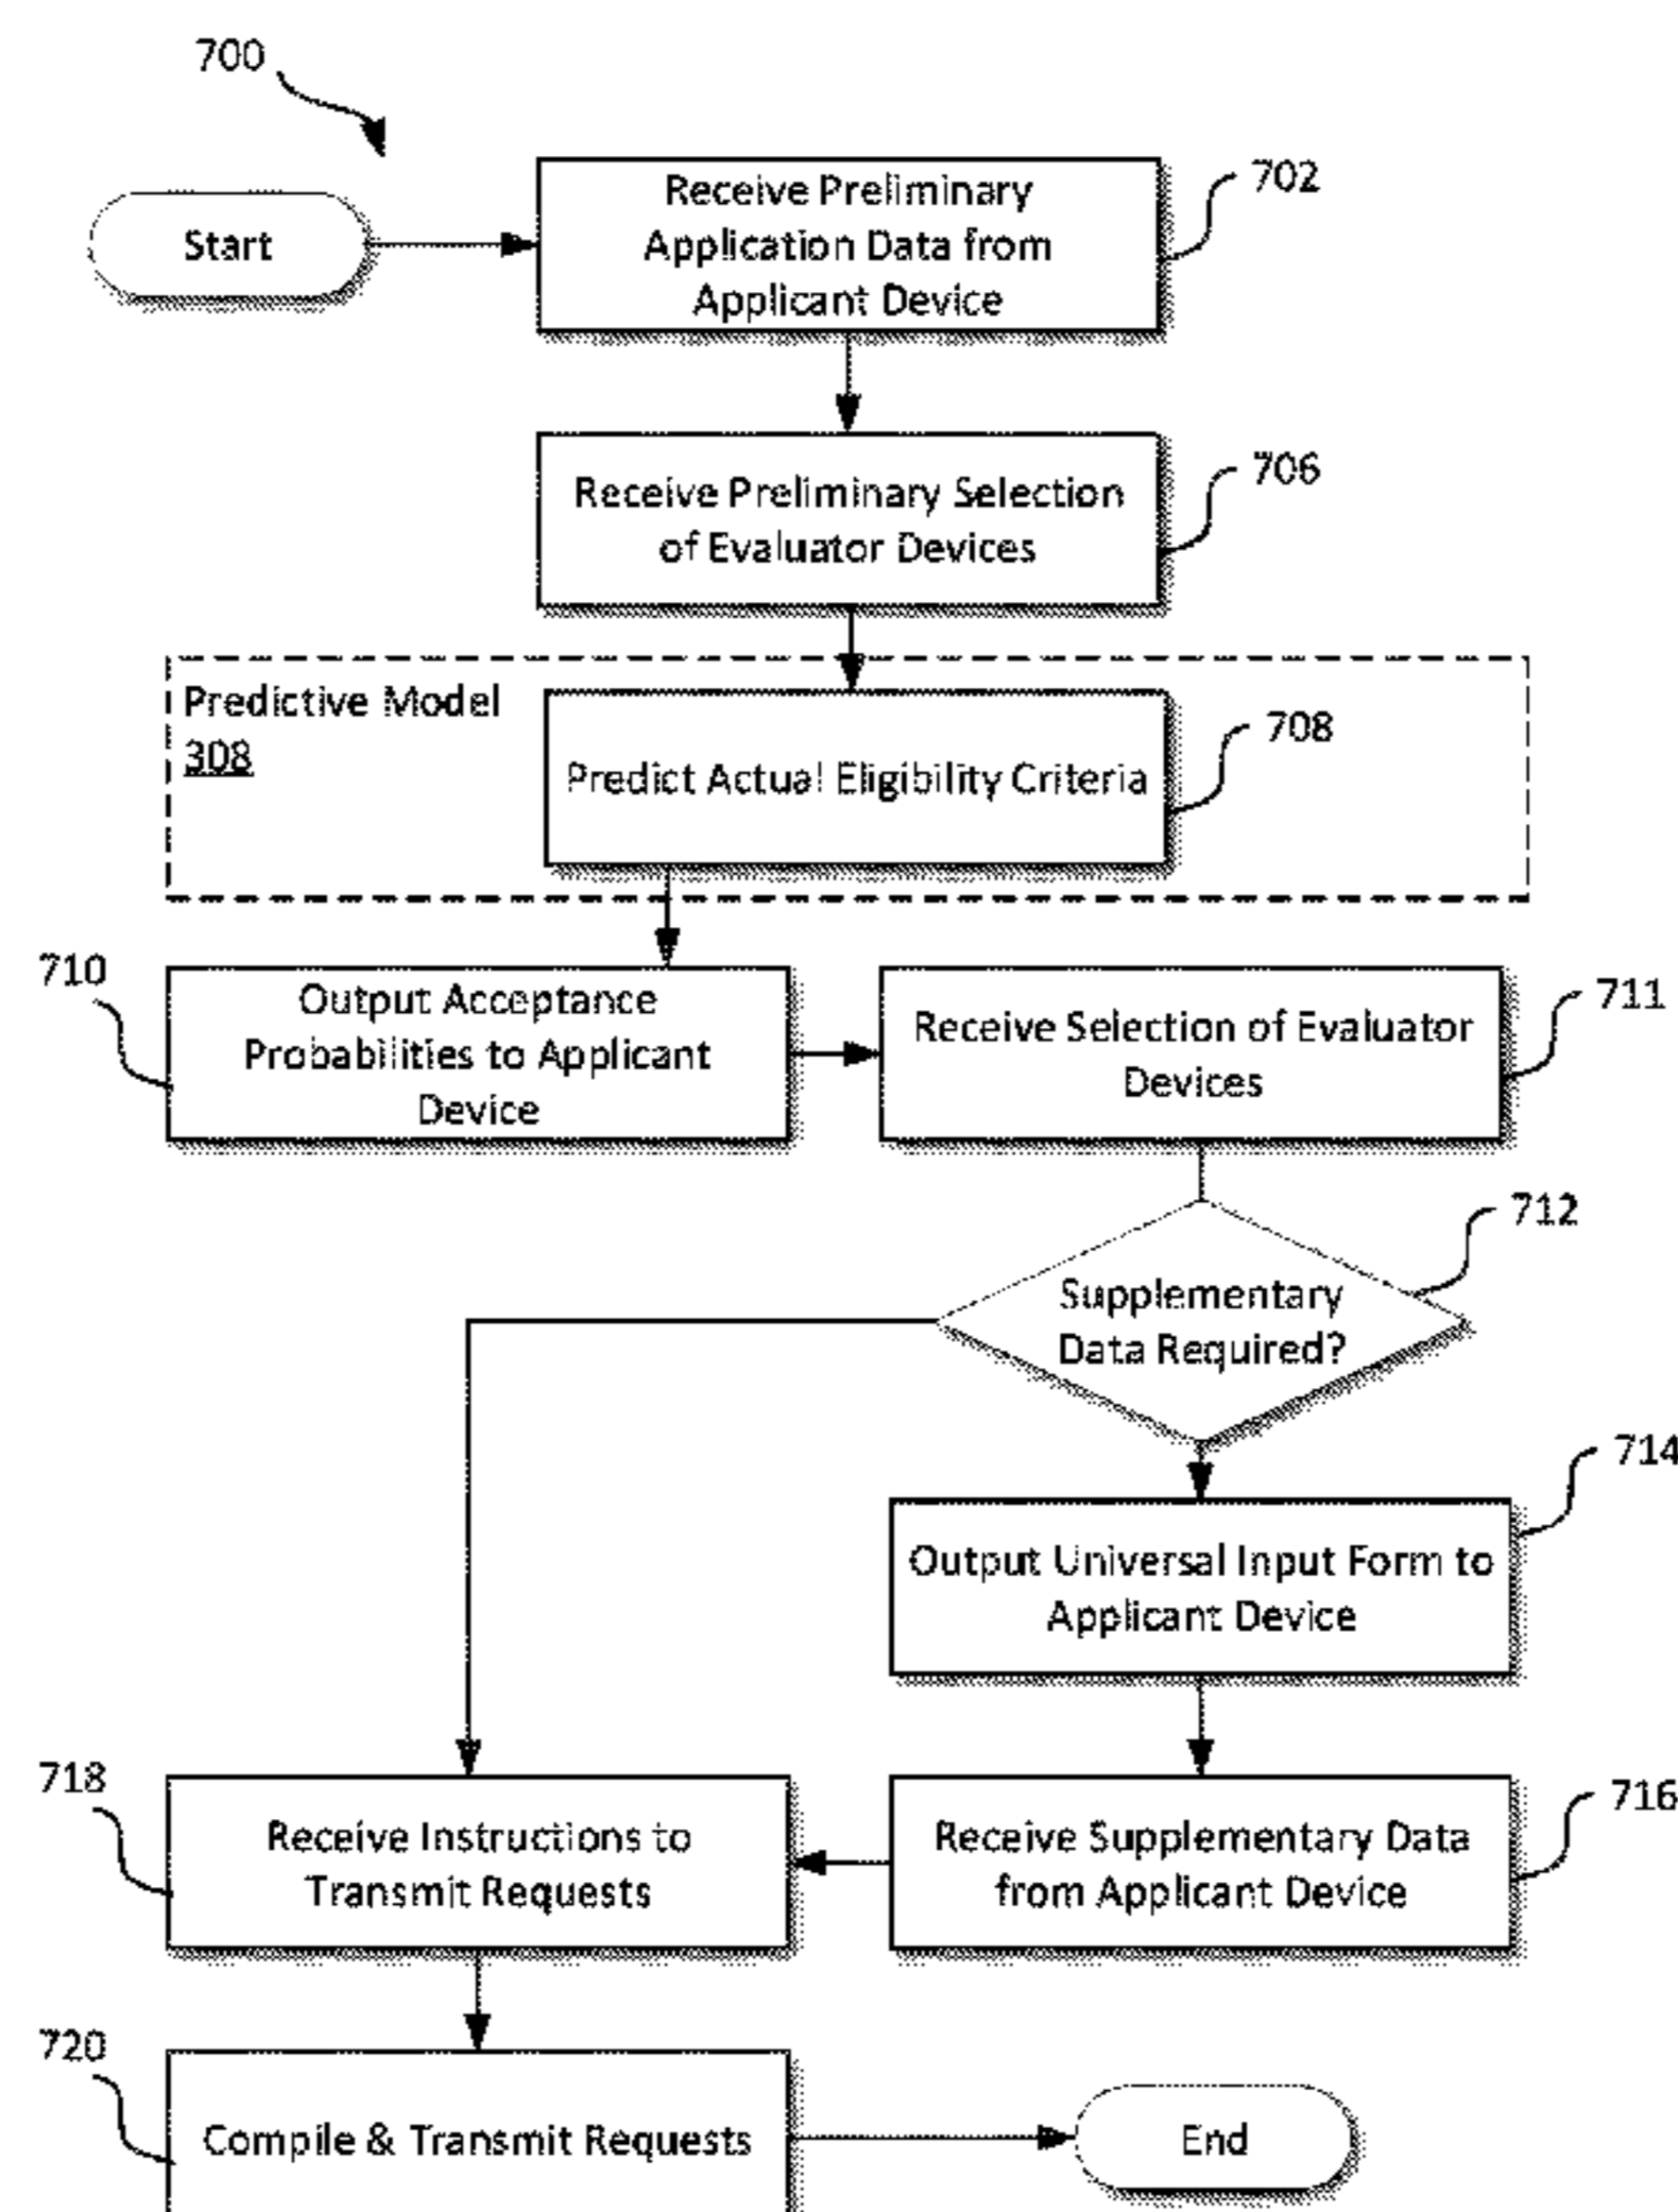 700
Start
Receive Preliminary
Application Data from
Applicant Device
702
Receive Preliminary Selection
of Evaluator Devices
706
Predictive Model
308
Predict Actual Eligibility Criteria
708
710
Output Acceptance
Probabilities to Applicant
Device
Receive Selection of Evaluator
Devices
711
Supplementary
Data Required?
712
Output Universal Input Form to
Applicant Device
714
718
Receive Instructions to
Transmit Requests
Receive Supplementary Data
from Applicant Device
716
720
Compile & Transmit Requests
End